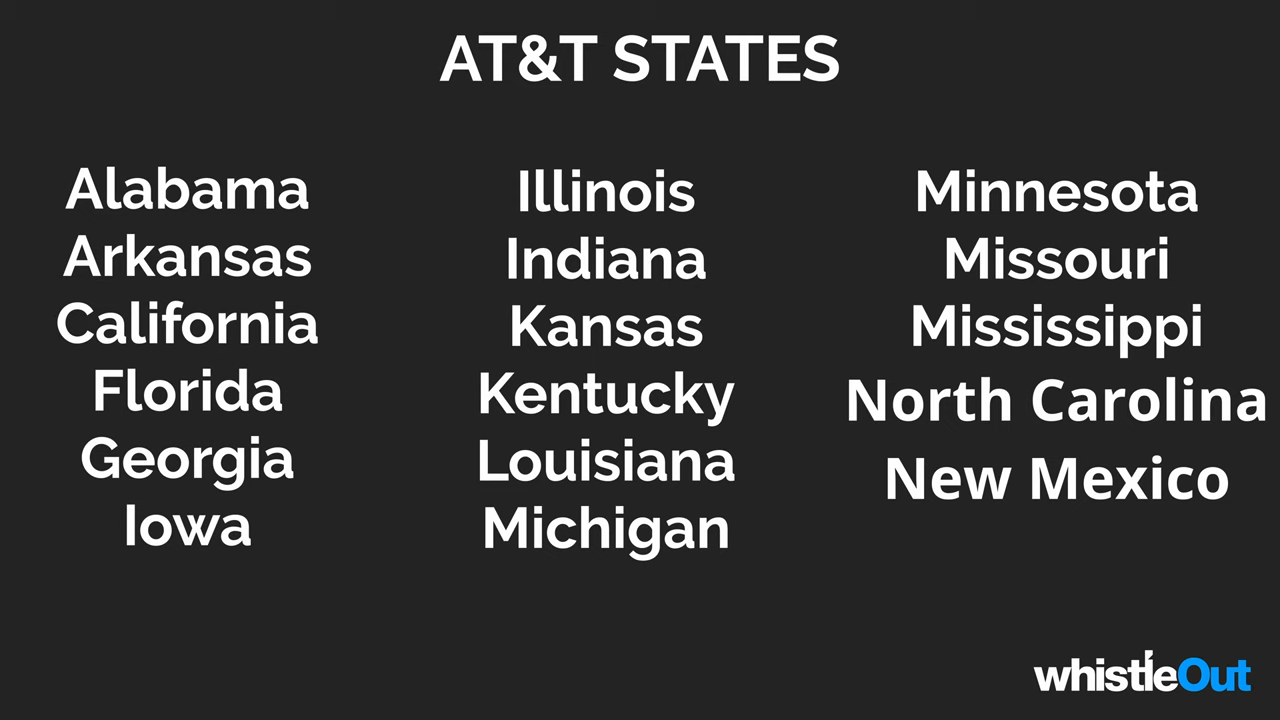 AT&T STATES
Alabama
Arkansas
California
Florida
Georgia
Iowa
Illinois
Indiana
Kansas
Kentucky
Louisiana
Michigan
Minnesota
Missouri
Mississippi
North Carolina
New Mexico
whistleOut